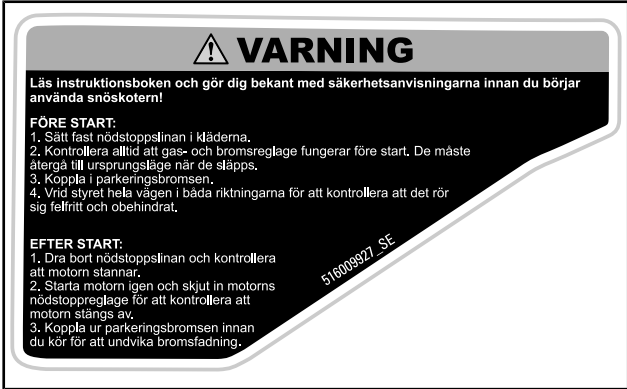 VARNING
Läs instruktionsboken och gör dig bekant med säkerhetsanvisningarna innan du börjar
använda snöskotern!
FÖRE START:
1. Sätt fast nödstoppslinan i kläderna.
2. Kontrollera alltid att gas- och bromsreglage fungerar före start. De måste
återgå till ursprungsläge när de släpps.
3. Koppla i parkeringsbromsen.
4. Vrid styret hela vägen i båda riktningarna för att kontrollera att det rör
sig felfritt och obehindrat.
EFTER START:
1. Dra bort nödstoppslinan och kontrollera
att motorn stannar.
2. Starta motorn igen och skjut in motorns
nödstoppreglage för att kontrollera att
motorn stängs av.
3. Koppla ur parkeringsbromsen innan
du kör för att undvika bromsfadning.
516009927_SE